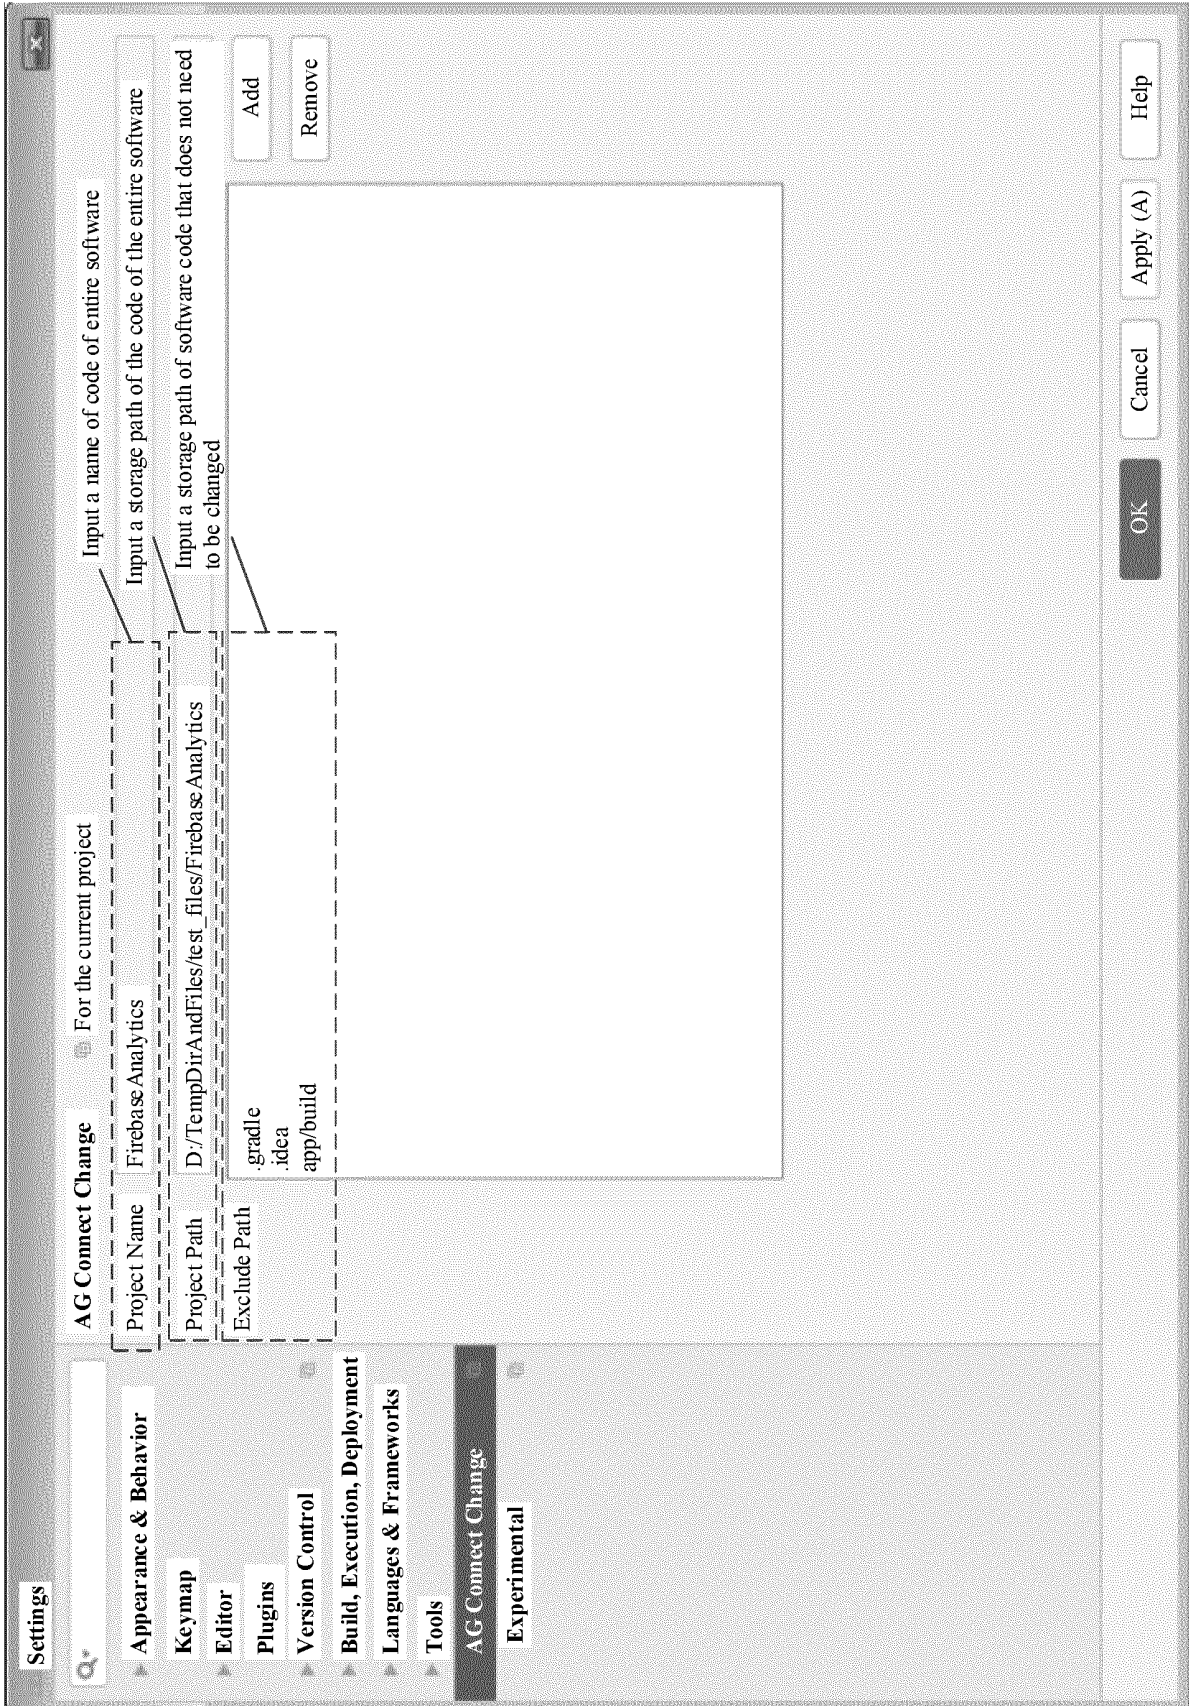 Settings
Appearance & Behavior
Keymap
Editor
Plugins
Version Control
Build, Execution, Deployment
Languages & Frameworks
Tools
AG Connect Change
Experimental
AG Connect Change
For the current project
Input a name of code of entire software
Project Name
FirebaseAnalytics
Input a storage path of the code of the entire software
Project Path
D:/TempDirAndFiles/test_files/FirebaseAnalytics
Input a storage path of software code that does not need
to be changed
Exclude Path
.gradle
.idea
app/build
Add
Remove
OK
Cancel
Apply (A)
Help